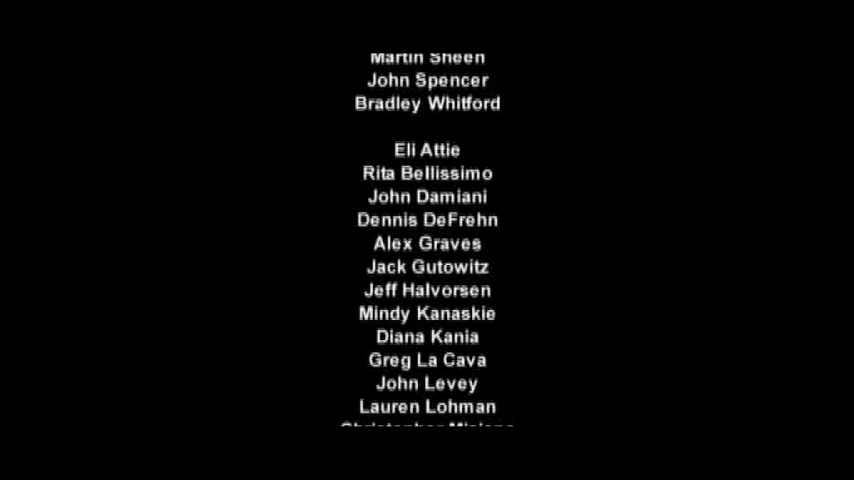 Martin Sheen
John Spencer
Bradley Whitford
Eli Attie
Rita Bellissimo
John Damiani
Dennis DeFrehn
Alex Graves
Jack Gutowitz
Jeff Halvorsen
Mindy Kanaskie
Diana Kania
Greg La Cava
John Levey
Lauren Lohman
Christopher